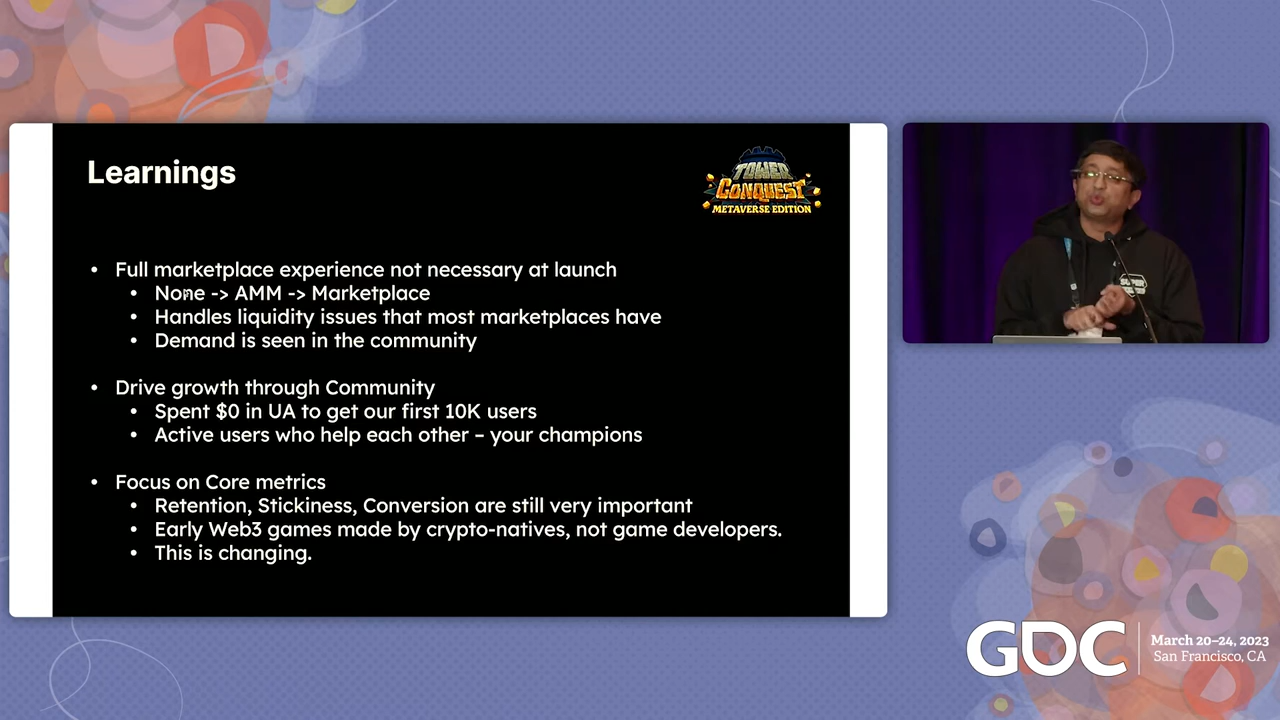 Learnings
TOWER
CONQUEST
METAVERSE EDITION
• Full marketplace experience not necessary at launch
• None -> AMM -> Marketplace
• Handles liquidity issues that most marketplaces have
• Demand is seen in the community
• Drive growth through Community
• Spent $0 in UA to get our first 10K users
• Active users who help each other – your champions
• Focus on Core metrics
• Retention, Stickiness, Conversion are still very important
• Early Web3 games made by crypto-natives, not game developers.
• This is changing.
GDC
March 20–24, 2023
San Francisco, CA